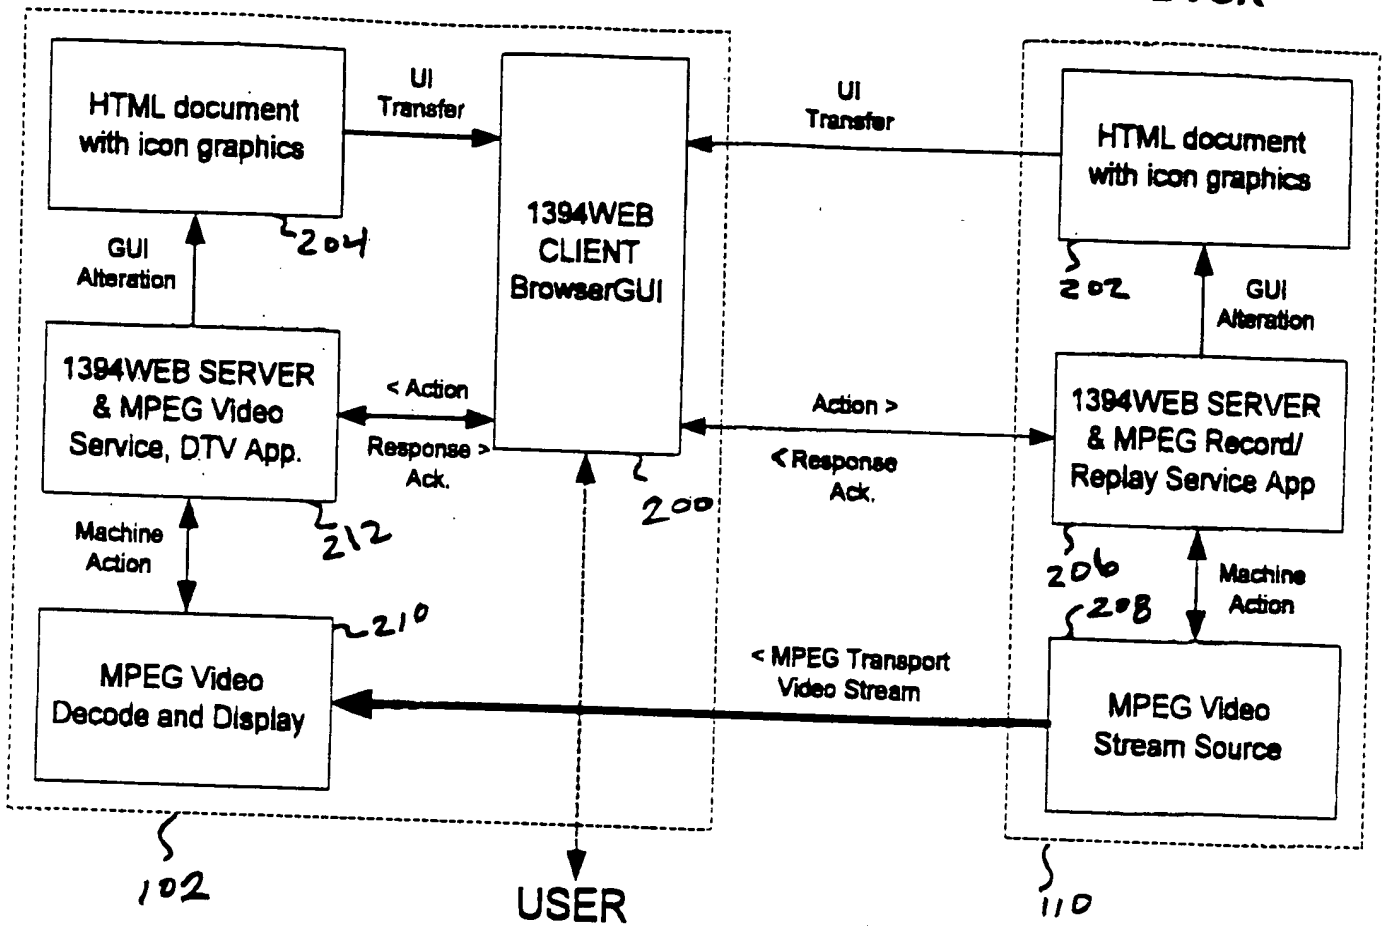 HTML document
with icon graphics
204
UI
Transfer
1394WEB
CLIENT
BrowserGUI
200
UI
Transfer
HTML document
with icon graphics
202
GUI
Alteration
GUI
Alteration
1394WEB SERVER
& MPEG Video
Service, DTV App.
212
< Action
Response >
Ack.
Action >
< Response
Ack.
1394WEB SERVER
& MPEG Record/
Replay Service App
206
Machine
Action
Machine
Action
210
208
MPEG Video
Decode and Display
< MPEG Transport
Video Stream
MPEG Video
Stream Source
102
USER
110